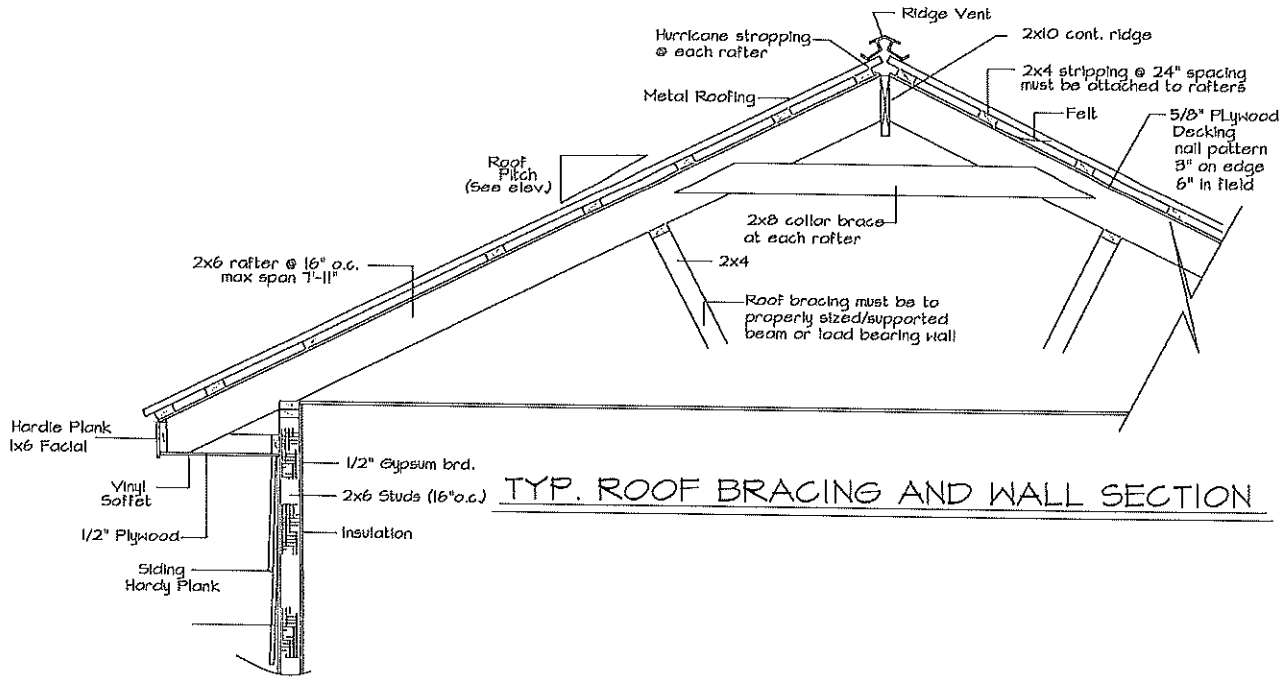 Ridge Vent
Hurricane strapping
@ each rafter
2x10 cont. ridge
2x4 stripping @ 24" spacing
must be attached to rafters
Metal Roofing
Felt
5/8" PLywood
Decking
nail pattern
3" on edge
6" in field
Roof
Pitch
(See elev.)
2x8 collar brace
at each rafter
2x6 rafter @ 16" o.c.
max span 7'-11"
2x4
Roof bracing must be to
properly sized/supported
beam or load bearing wall
Hardie Plank
1x6 Facial
1/2" Gypsum brd.
Vinyl
Soffet
2x6 Studs (16"o.c.)
TYP. ROOF BRACING AND WALL SECTION
1/2" Plywood
Insulation
Siding
Hardy Plank